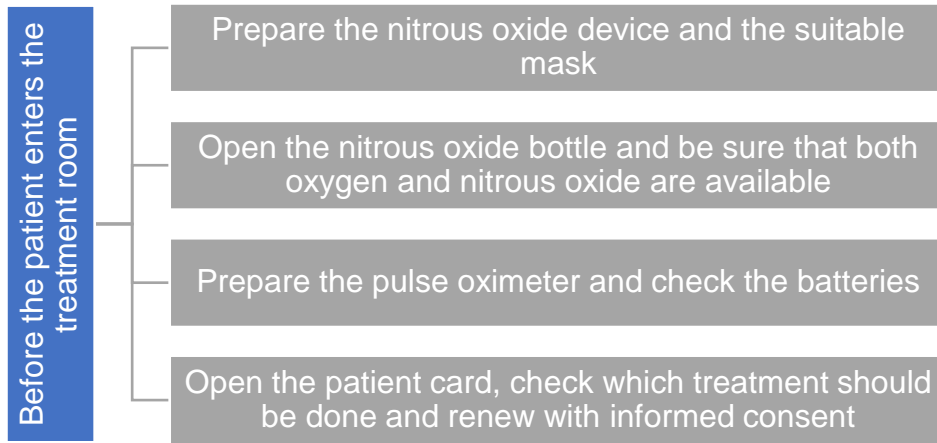 Before the patient enters the
treatment room
Prepare the nitrous oxide device and the suitable
mask
Open the nitrous oxide bottle and be sure that both
oxygen and nitrous oxide are available
Prepare the pulse oximeter and check the batteries
Open the patient card, check which treatment should
be done and renew with informed consent